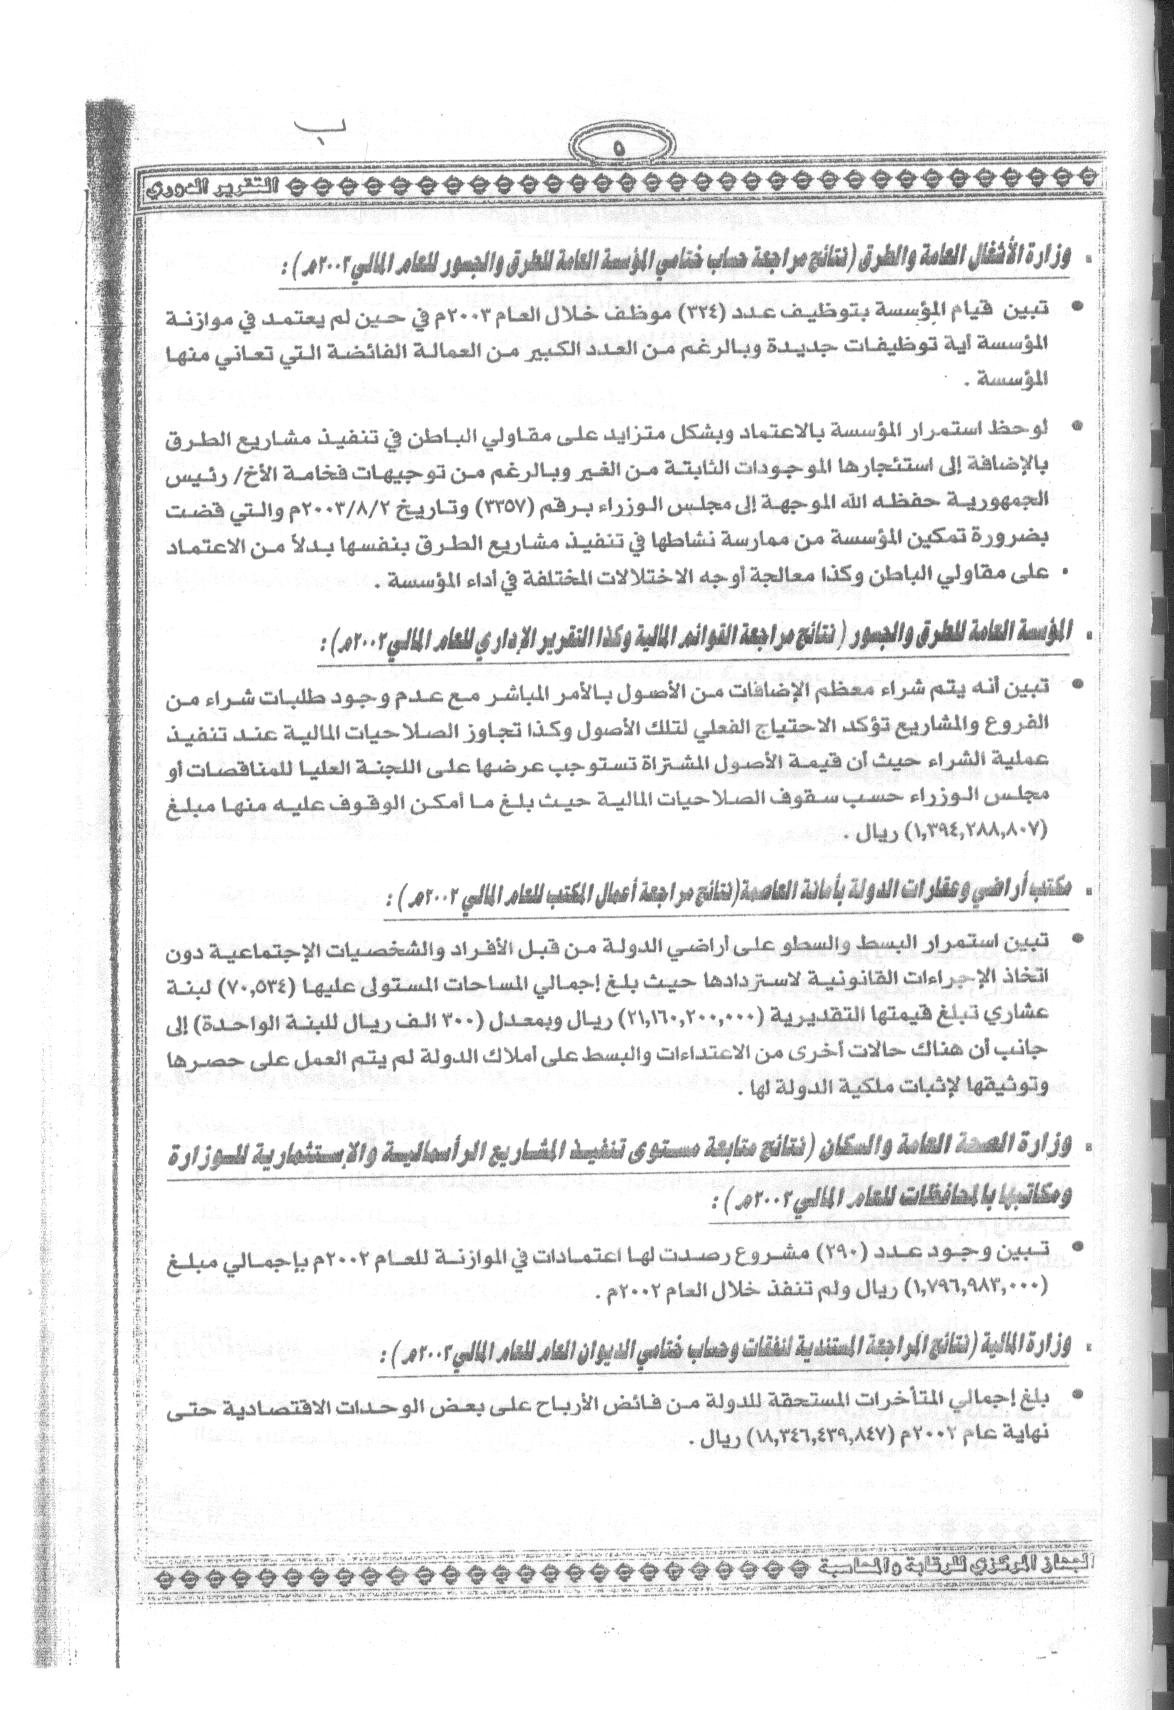 ب
٥
التقرير الدوري
وزارة الأشغال العامة والطرق (نتائج مراجعة حساب ختامي المؤسسة العامة للطرق والجسور للعام المالي ٢٠٠٢م) :
• تبين قيام المؤسسة بتوظيف عدد (٣٢٤) موظف خلال العام ٢٠٠٣م في حين لم يعتمد في موازنة
المؤسسة أية توظيفات جديدة وبالرغم من العدد الكبير من العمالة الفائضة التي تعاني منها
المؤسسة .
• لوحظ استمرار المؤسسة بالاعتماد وبشكل متزايد على مقاولي الباطن في تنفيذ مشاريع الطرق
بالإضافة إلى استئجارها الموجودات الثابتة من الغير وبالرغم من توجيهات فخامة الأخ/ رئيس
الجمهورية حفظه الله الموجهة إلى مجلس الوزراء برقم (٣٣٥٧) وتاريخ ٢٠٠٣/٨/٢م والتي قضت
بضرورة تمكين المؤسسة من ممارسة نشاطها في تنفيذ مشاريع الطرق بنفسها بدلاً من الاعتماد
على مقاولي الباطن وكذا معالجة أوجه الاختلالات المختلفة في أداء المؤسسة .
المؤسسة العامة للطرق والجسور ( نتائج مراجعة القوائم المالية وكذا التقرير الإداري للعام المالي ٢٠٠٢م) :
• تبين أنه يتم شراء معظم الإضافات من الأصول بالأمر المباشر مع عدم وجود طلبات شراء من
الفروع والمشاريع تؤكد الاحتياج الفعلي لتلك الأصول وكذا تجاوز الصلاحيات المالية عند تنفيذ
عملية الشراء حيث أن قيمة الأصول المشتراة تستوجب عرضها على اللجنة العليا للمناقصات أو
مجلس الوزراء حسب سقوف الصلاحيات المالية حيث بلغ ما أمكن الوقوف عليه منها مبلغ
(١,٣٩٤,٢٨٨,٨٠٧) ريال .
مكتب أراضي وعقارات الدولة بأمانة العاصمة(نتائج مراجعة أعمال المكتب للعام المالي ٢٠٠٢م ) :
• تبين استمرار البسط والسطو على أراضي الدولة من قبل الأفراد والشخصيات الإجتماعية دون
اتخاذ الإجراءات القانونية لاستردادها حيث بلغ إجمالي المساحات المستولى عليها (٧٠,٥٣٤) لبنة
عشاري تبلغ قيمتها التقديرية (٢١,١٦٠,٢٠٠,٠٠٠) ريال وبمعدل (٣٠٠ الف ريال للبنة الواحدة) إلى
جانب أن هناك حالات أخرى من الاعتداءات والبسط على أملاك الدولة لم يتم العمل على حصرها
وتوثيقها لإثبات ملكية الدولة لها .
وزارة الصحة العامة والسكان (نتائج متابعة مستوى تنفيذ المشاريع الرأسمالية والإستثمارية للوزارة
ومكاتبها بالمحافظات للعام المالي ٢٠٠٢م ) :
• تبين وجود عدد (٢٩٠) مشروع رصدت لها اعتمادات في الموازنة للعام ٢٠٠٢م بإجمالي مبلغ
(١,٧٩٦,٩٨٣,٠٠٠) ريال ولم تنفذ خلال العام ٢٠٠٢م .
وزارة المالية (نتائج المراجعة المستندية لنفقات وحساب ختامي الديوان العام للعام المالي ٢٠٠٢م ) :
• بلغ إجمالي المتأخرات المستحقة للدولة من فائض الأرباح على بعض الوحدات الاقتصادية حتى
نهاية عام ٢٠٠٢م (١٨,٣٤٦,٤٣٩,٨٤٧) ريال .
الجهاز المركزي للرقابة والمحاسبة